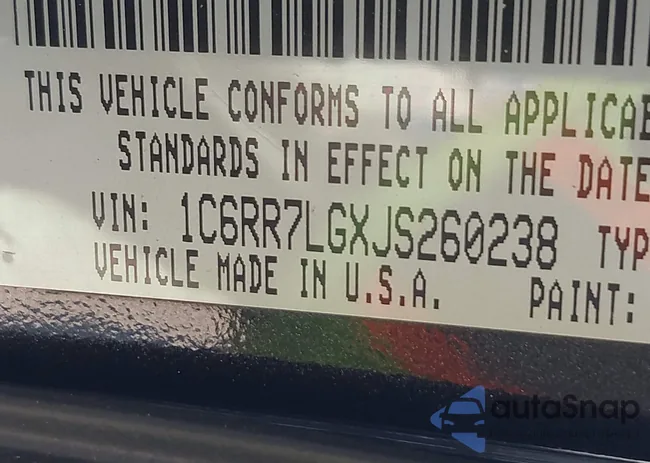 THIS VEHICLE CONFORMS TO ALL APPLICAB
STANDARDS IN EFFECT ON THE DATE
VIN: 1C6RR7LGXJS260238 TYP
VEHICLE MADE IN U.S.A. PAINT:
autoSnap